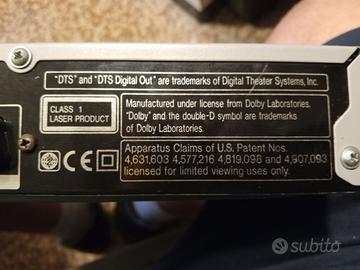 "DTS" and "DTS Digital Out" are trademarks of Digital Theater Systems, Inc.
CLASS 1
LASER PRODUCT
Manufactured under license from Dolby Laboratories.
"Dolby" and the double-D symbol are trademarks
of Dolby Laboratories.
CE
Apparatus Claims of U.S. Patent Nos.
4,631,603 4,577,216 4,819,098 and 4,907,093
licensed for limited viewing uses only.
subito